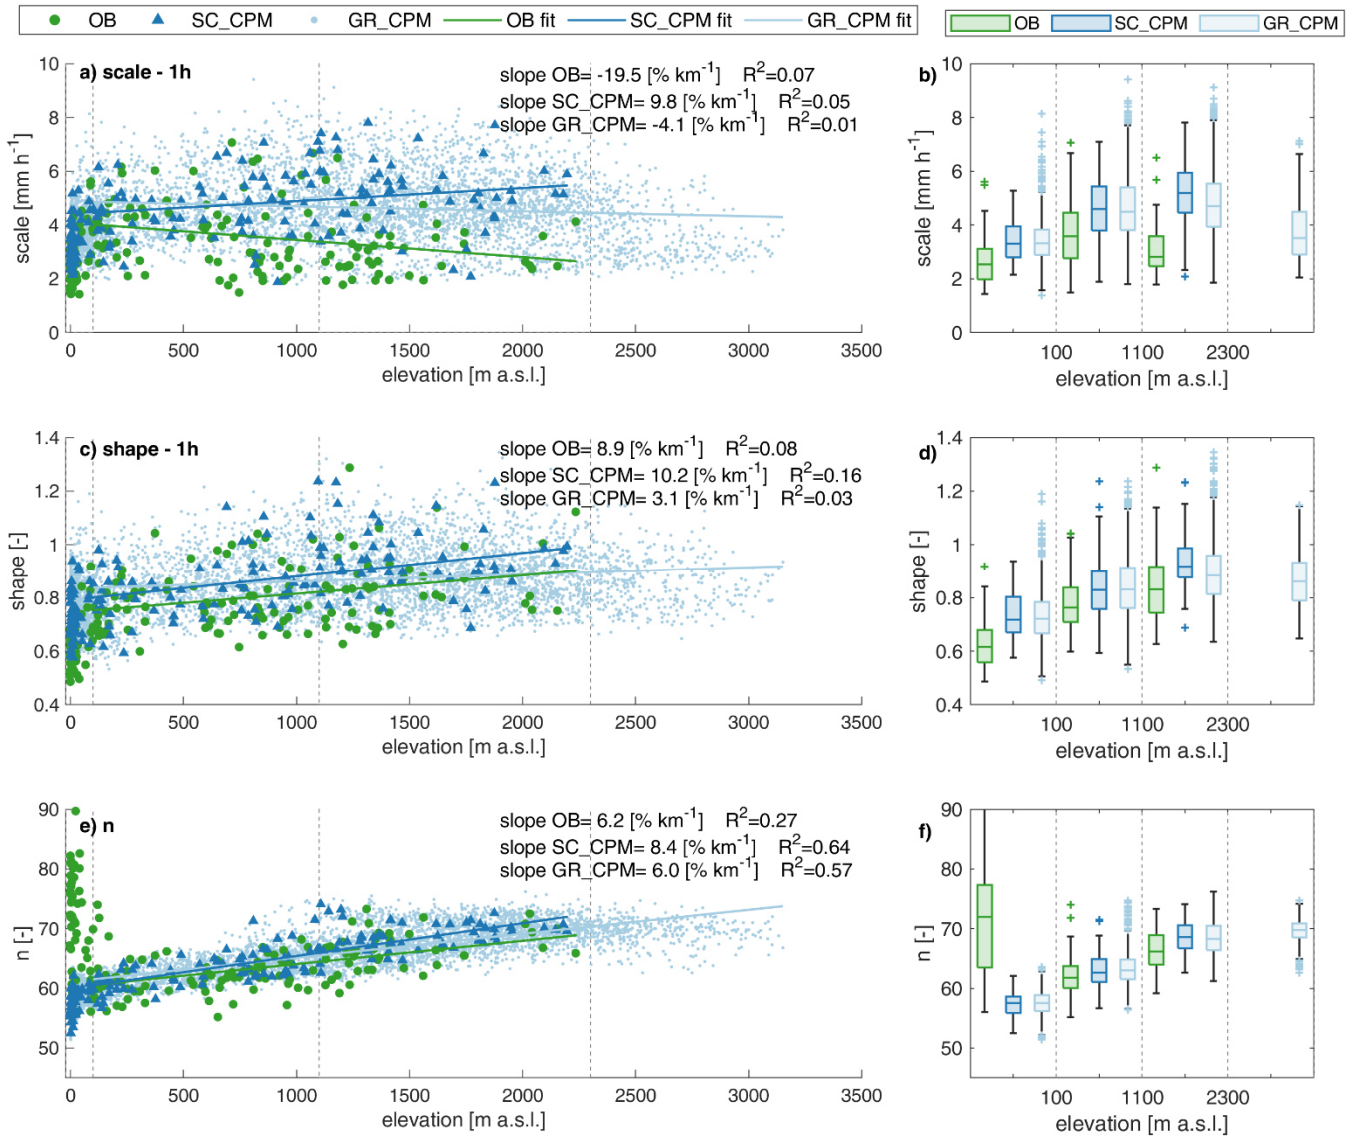 OB SC_CPM GR_CPM OB fit SC_CPM fit GR_CPM fit
OB SC_CPM GR_CPM
a) scale - 1h
slope OB= -19.5 [% km⁻¹] R²=0.07
slope SC_CPM= 9.8 [% km⁻¹] R²=0.05
slope GR_CPM= -4.1 [% km⁻¹] R²=0.01
scale [mm h⁻¹]
10
8
6
4
2
0
0 500 1000 1500 2000 2500 3000 3500
elevation [m a.s.l.]
b)
scale [mm h⁻¹]
10
8
6
4
2
0
100 1100 2300
elevation [m a.s.l.]
c) shape - 1h
slope OB= 8.9 [% km⁻¹] R²=0.08
slope SC_CPM= 10.2 [% km⁻¹] R²=0.16
slope GR_CPM= 3.1 [% km⁻¹] R²=0.03
shape [-]
1.4
1.2
1
0.8
0.6
0.4
0 500 1000 1500 2000 2500 3000 3500
elevation [m a.s.l.]
d)
shape [-]
1.4
1.2
1
0.8
0.6
0.4
100 1100 2300
elevation [m a.s.l.]
e) n
slope OB= 6.2 [% km⁻¹] R²=0.27
slope SC_CPM= 8.4 [% km⁻¹] R²=0.64
slope GR_CPM= 6.0 [% km⁻¹] R²=0.57
n [-]
90
80
70
60
50
0 500 1000 1500 2000 2500 3000 3500
elevation [m a.s.l.]
f)
n [-]
90
80
70
60
50
100 1100 2300
elevation [m a.s.l.]